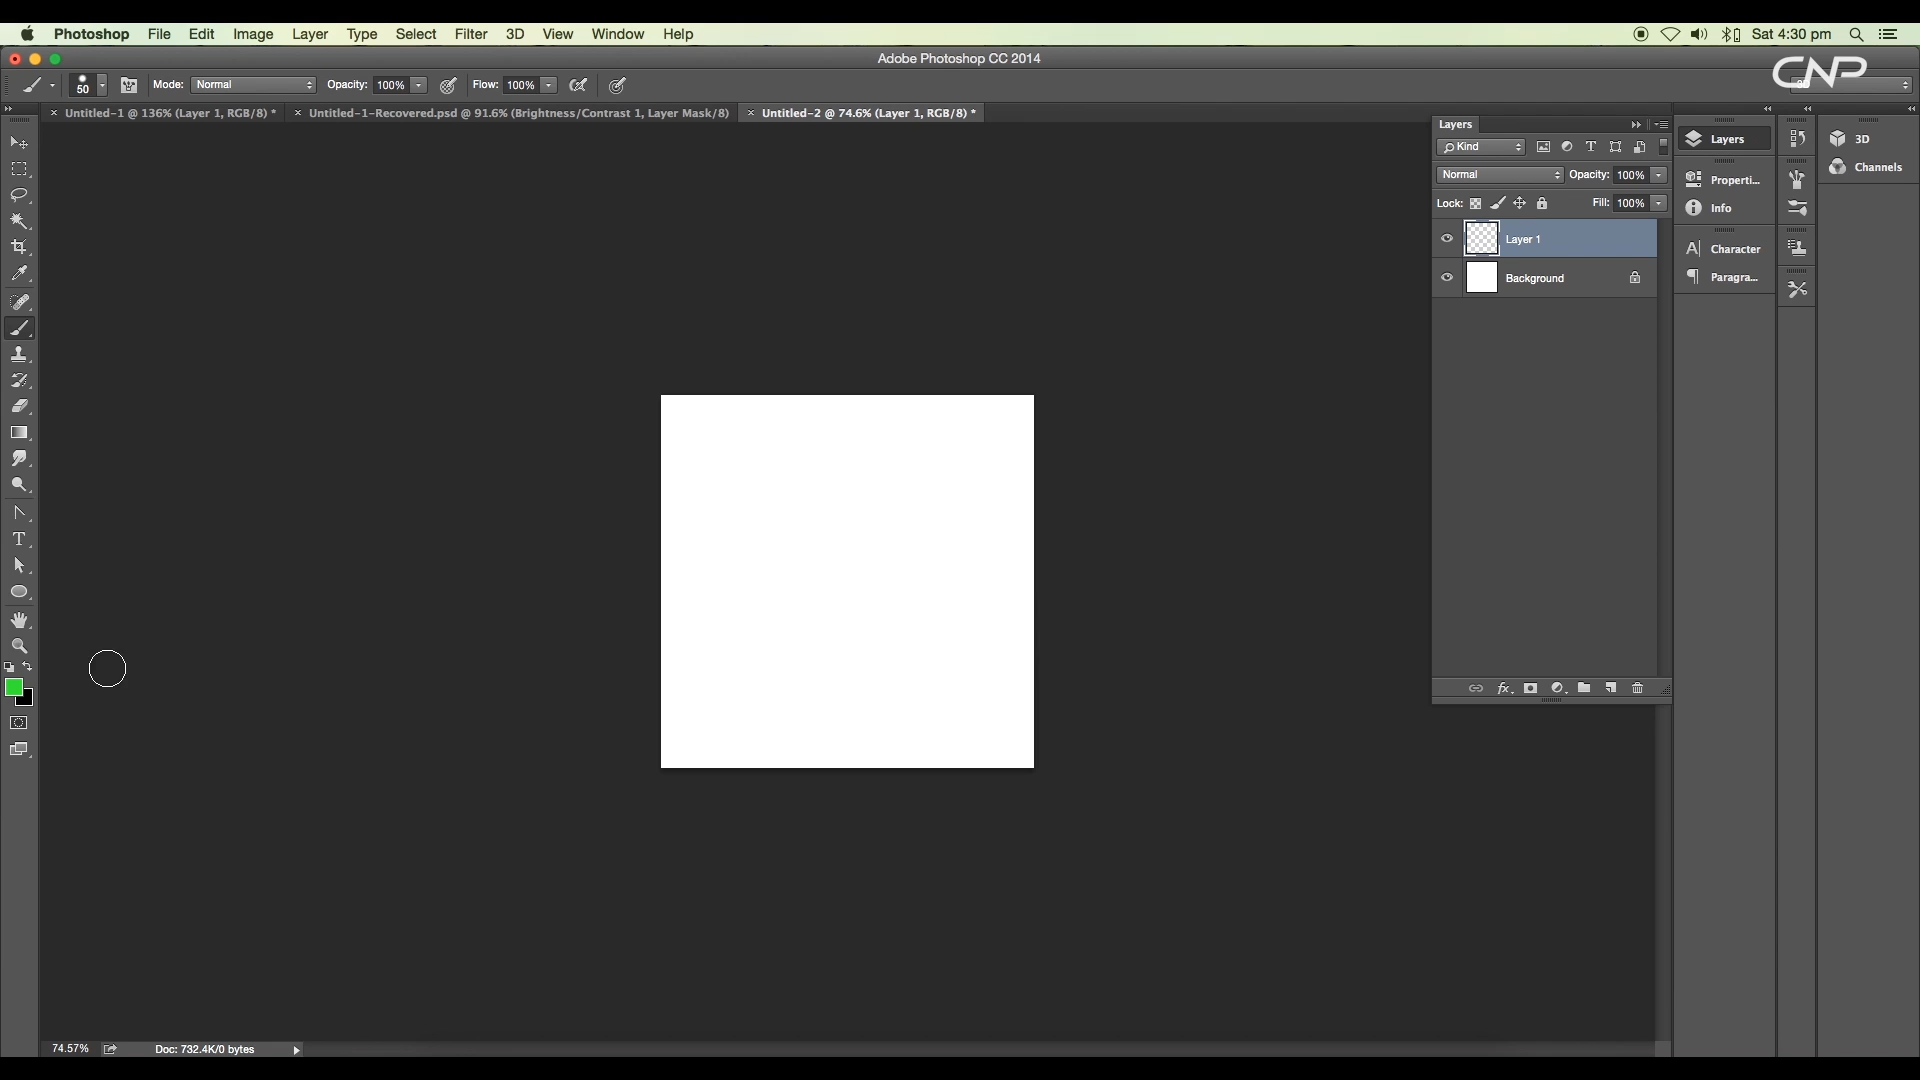 Photoshop File Edit Image Layer Type Select Filter 3D View Window Help Sat 4:30 pm
Adobe Photoshop CC 2014
50 Mode: Normal Opacity: 100% Flow: 100%
CNP
Untitled-1 @ 136% (Layer 1, RGB/8) * Untitled-1-Recovered.psd @ 91.6% (Brightness/Contrast 1, Layer Mask/8) Untitled-2 @ 74.6% (Layer 1, RGB/8) *
Layers
Kind
Normal Opacity: 100%
Lock: Fill: 100%
Layer 1
Background
fx
Layers
Properti...
Info
Character
Paragra...
3D
Channels
74.57% Doc: 732.4K/0 bytes